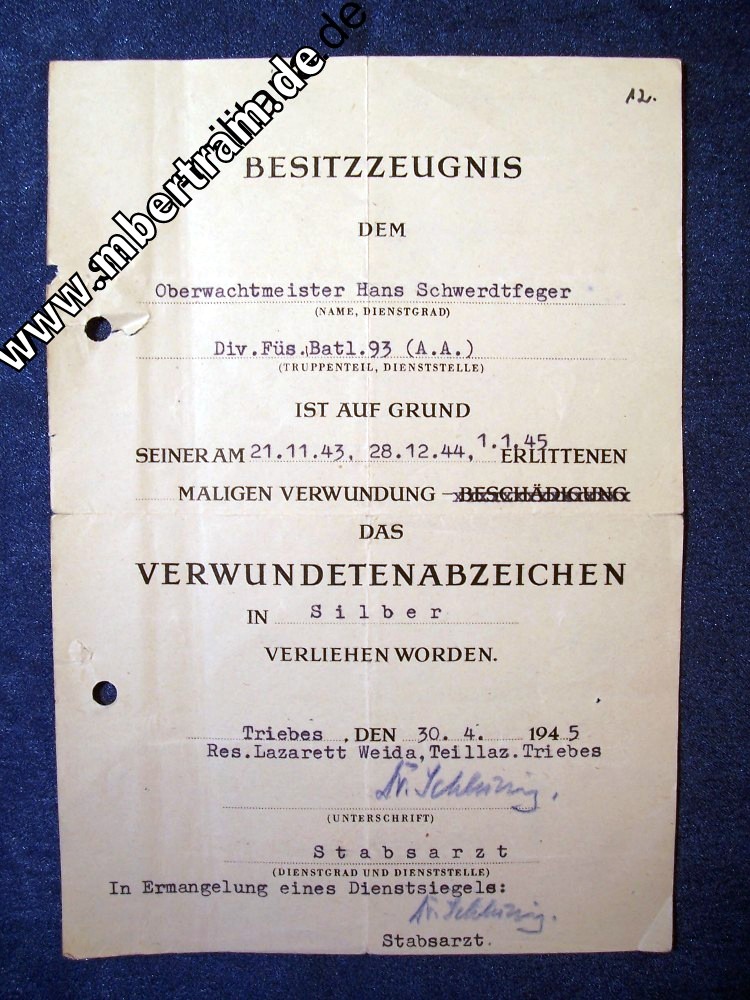 www.mbertram.de
12.
BESITZZEUGNIS
DEM
Oberwachtmeister Hans Schwerdtfeger
(NAME, DIENSTGRAD)
Div.Füs.Batl.93 (A.A.)
(TRUPPENTEIL, DIENSTSTELLE)
IST AUF GRUND
SEINER AM 21.11.43, 28.12.44, 1.1.45 ERLITTENEN
MALIGEN VERWUNDUNG – BESCHÄDIGUNG
DAS
VERWUNDETENABZEICHEN
IN Silber
VERLIEHEN WORDEN.
Triebes , DEN 30. 4. 1945
Res.Lazarett Weida, Teillaz. Triebes
Dr.
(UNTERSCHRIFT)
Stabsarzt
(DIENSTGRAD UND DIENSTSTELLE)
In Ermangelung eines Dienstsiegels:
Dr.
Stabsarzt.